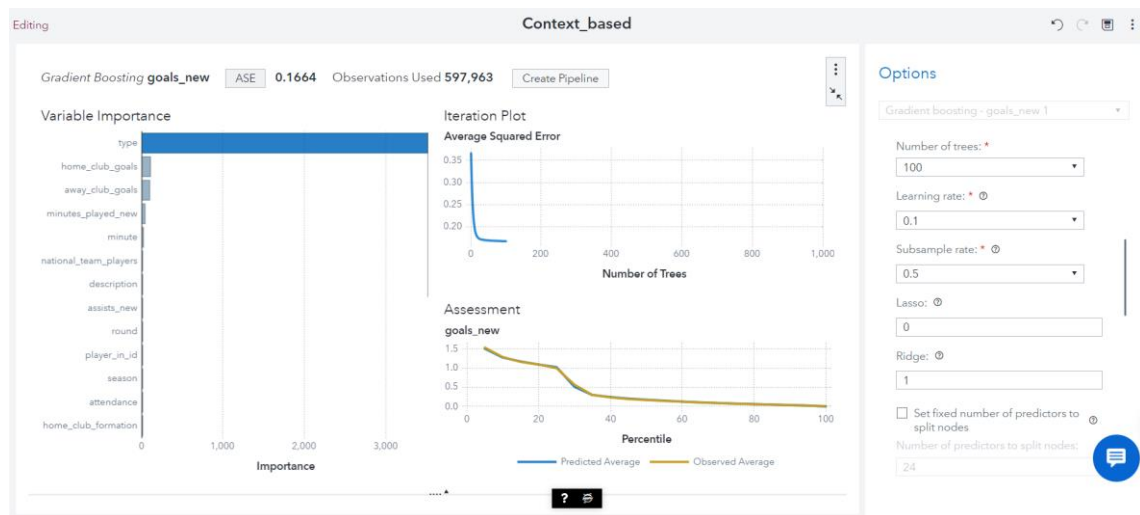 Editing
Context_based
Gradient Boosting goals_new ASE 0.1664 Observations Used 597,963 Create Pipeline
Variable Importance
type
home_club_goals
away_club_goals
minutes_played_new
minute
national_team_players
description
assists_new
round
player_in_id
season
attendance
home_club_formation
0 1,000 2,000 3,000
Importance
Iteration Plot
Average Squared Error
0.35
0.30
0.25
0.20
0 200 400 600 800 1,000
Number of Trees
Assessment
goals_new
1.5
1.0
0.5
0.0
0 20 40 60 80 100
Percentile
Predicted Average Observed Average
?
Options
Gradient boosting - goals_new 1
Number of trees: *
100
Learning rate: * ?
0.1
Subsample rate: * ?
0.5
Lasso: ?
0
Ridge: ?
1
Set fixed number of predictors to
split nodes ?
Number of predictors to split nodes:
24